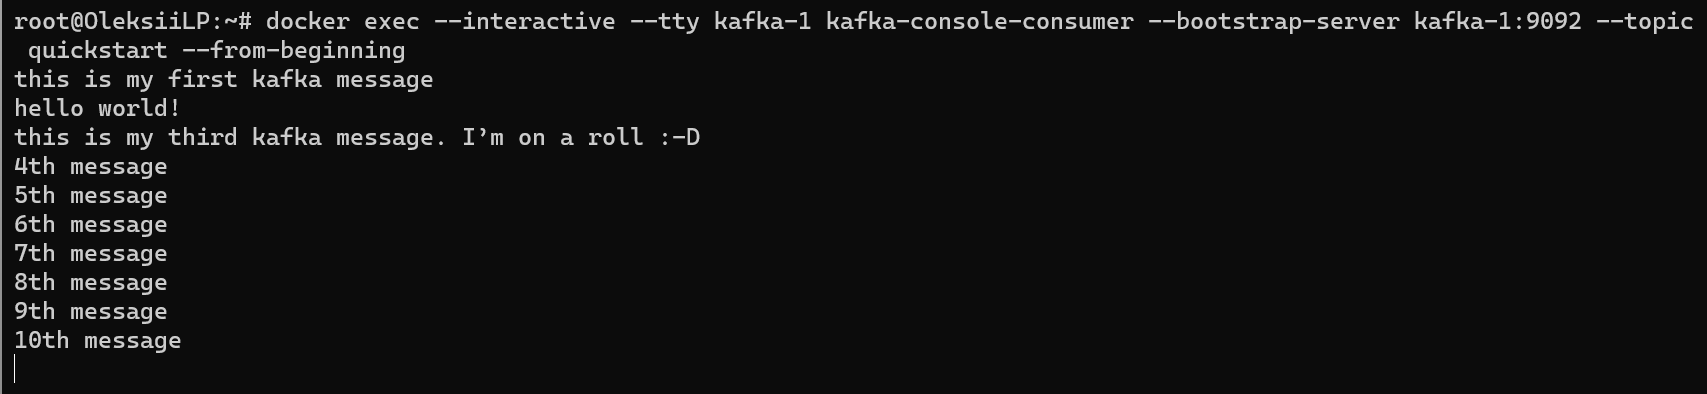 root@OleksiiLP:~# docker exec --interactive --tty kafka-1 kafka-console-consumer --bootstrap-server kafka-1:9092 --topic
quickstart --from-beginning
this is my first kafka message
hello world!
this is my third kafka message. I’m on a roll :-D
4th message
5th message
6th message
7th message
8th message
9th message
10th message